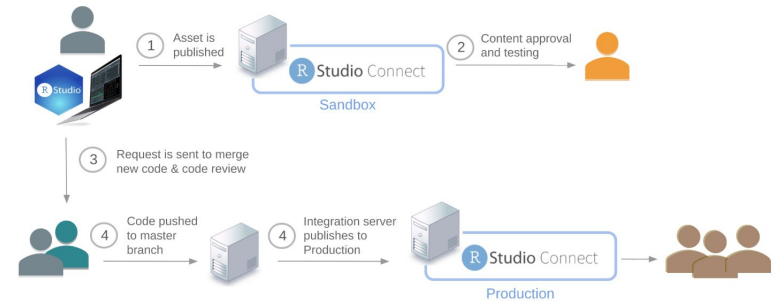 1
Asset is
published
R Studio Connect
Sandbox
2
Content approval
and testing
R Studio
3
Request is sent to merge
new code & code review
4
Code pushed
to master
branch
4
Integration server
publishes to
Production
R Studio Connect
Production